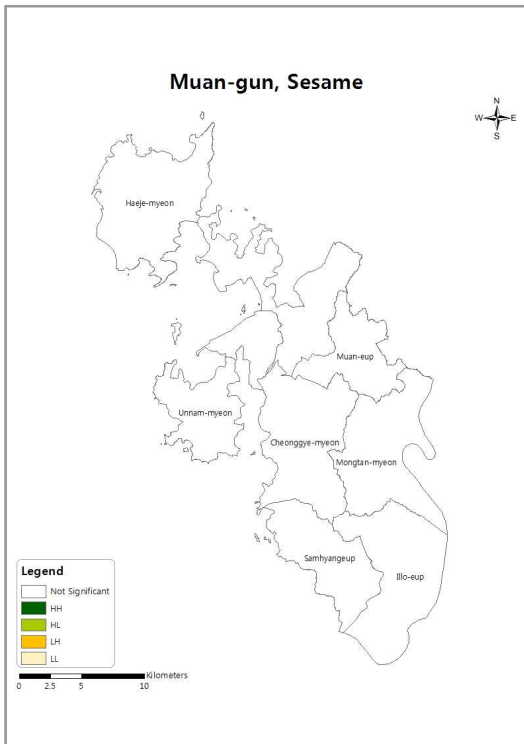 Muan-gun, Sesame
N
W E
S
Haeje-myeon
Muan-eup
Unnam-myeon
Cheonggye-myeon
Mongtan-myeon
Samhyangeup
Illo-eup
Legend
Not Significant
HH
HL
LH
LL
Kilometers
0 2.5 5 10